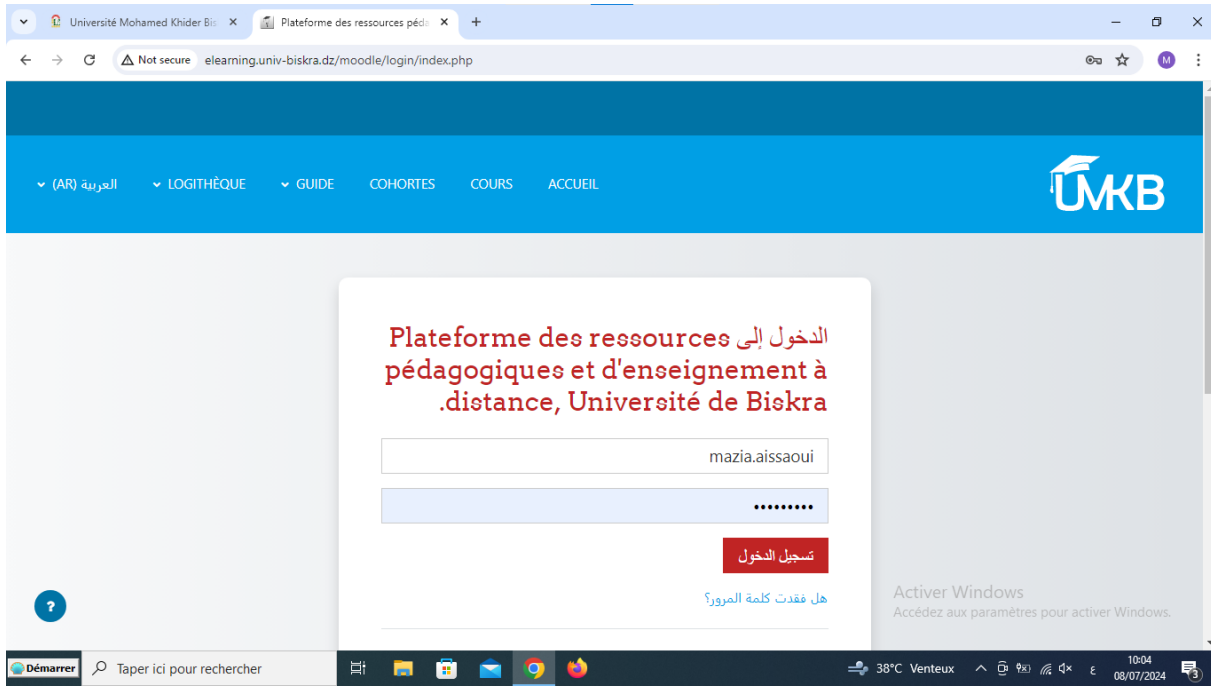 Université Mohamed Khider Bis
Plateforme des ressources péda
Not secure elearning.univ-biskra.dz/moodle/login/index.php
M
العربية (AR) LOGITHÈQUE GUIDE COHORTES COURS ACCUEIL
UMKB
الدخول إلى Plateforme des ressources
pédagogiques et d'enseignement à
distance, Université de Biskra.
mazia.aissaoui
•••••••••
تسجيل الدخول
هل فقدت كلمة المرور؟
?
Activer Windows
Accédez aux paramètres pour activer Windows.
Démarrer Taper ici pour rechercher 38°C Venteux ع 10:04
08/07/2024
3